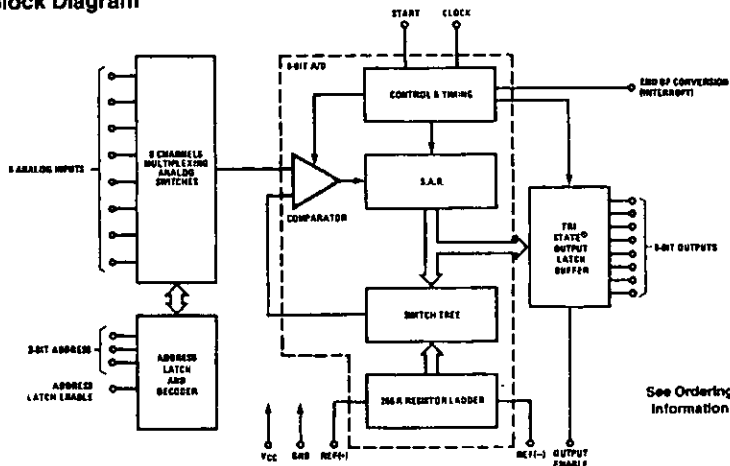 Block Diagram
START
CLOCK
8-BIT A/D
CONTROL & TIMING
END OF CONVERSION
(INTERRUPT)
8 ANALOG INPUTS
8 CHANNELS
MULTIPLEXING
ANALOG
SWITCHES
COMPARATOR
S.A.R.
TRI
STATE®
OUTPUT
LATCH
BUFFER
8-BIT OUTPUTS
SWITCH TREE
3-BIT ADDRESS
ADDRESS
LATCH ENABLE
ADDRESS
LATCH
AND
DECODER
256 R RESISTOR LADDER
See Ordering
Information
VCC
GND
REF(+)
REF(−)
OUTPUT
ENABLE